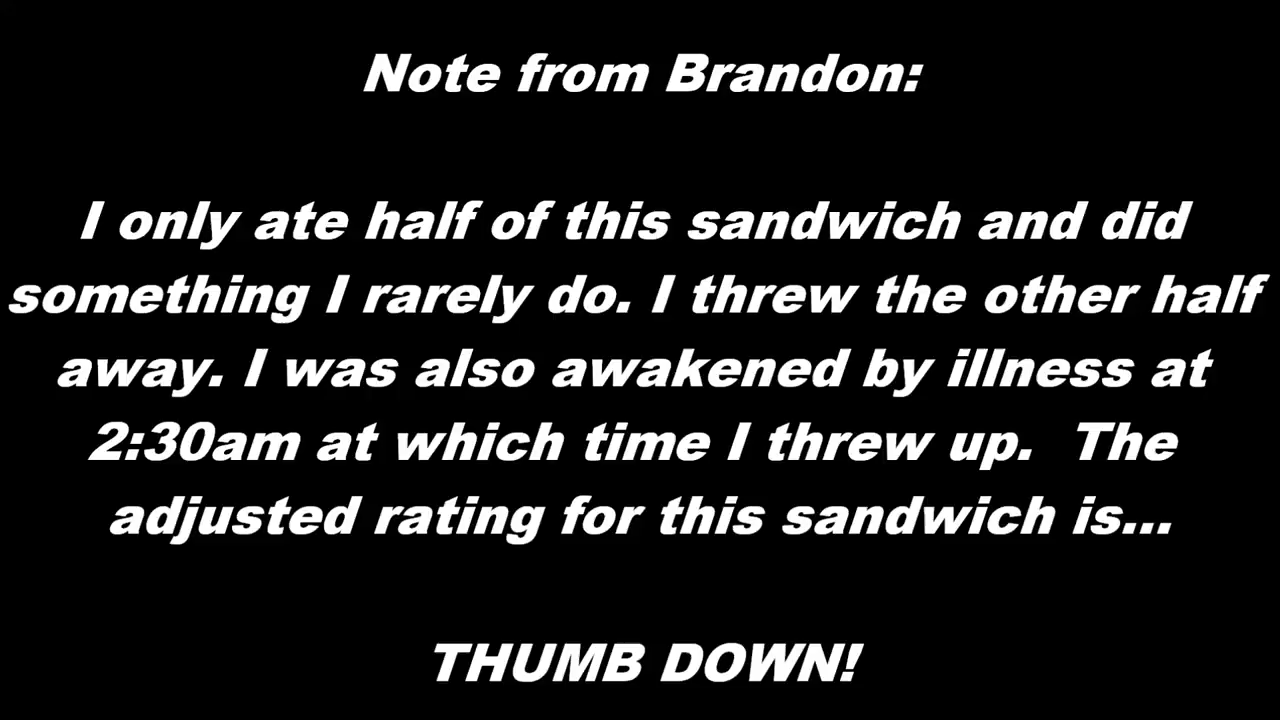 Note from Brandon:
I only ate half of this sandwich and did
something I rarely do. I threw the other half
away. I was also awakened by illness at
2:30am at which time I threw up.  The
adjusted rating for this sandwich is...
THUMB DOWN!